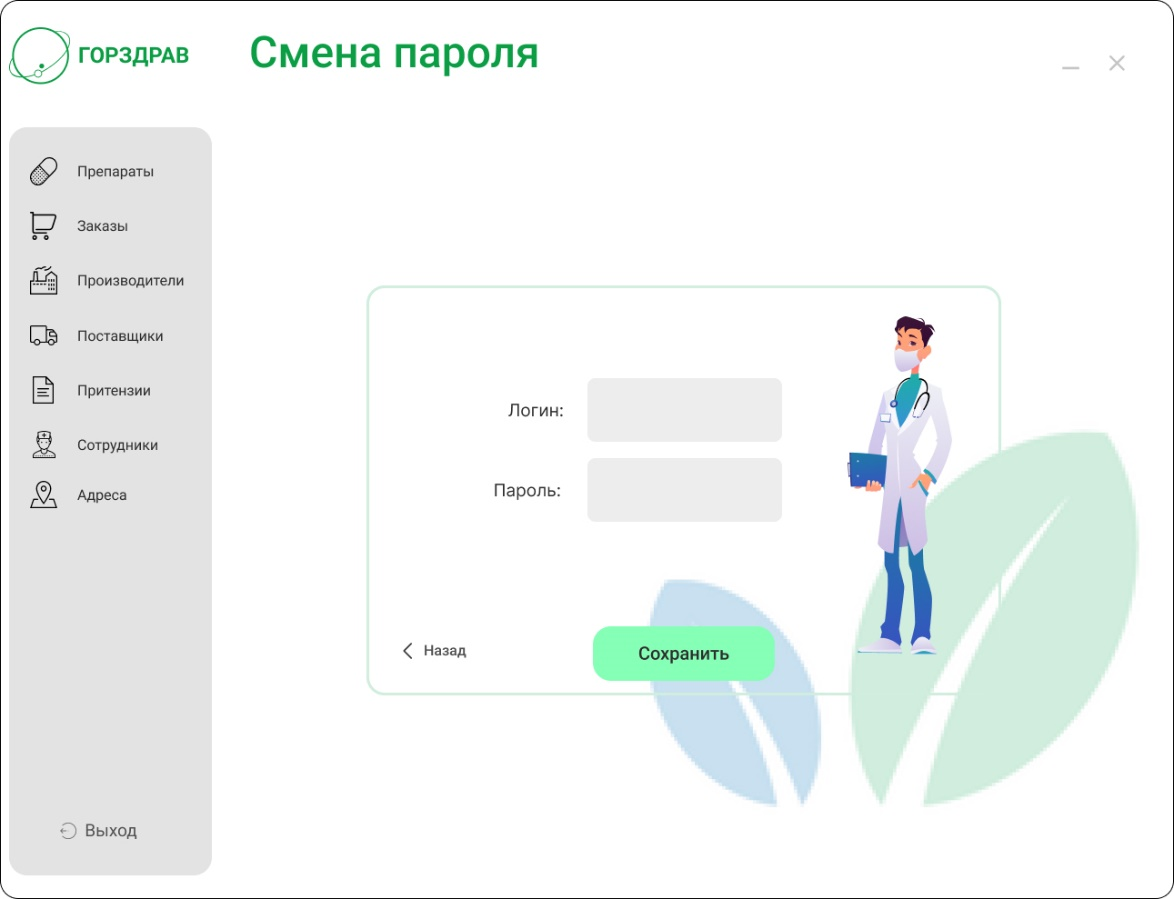 ГОРЗДРАВ
Смена пароля
Препараты
Заказы
Производители
Поставщики
Притензии
Сотрудники
Адреса
Логин:
Пароль:
Назад
Сохранить
Выход